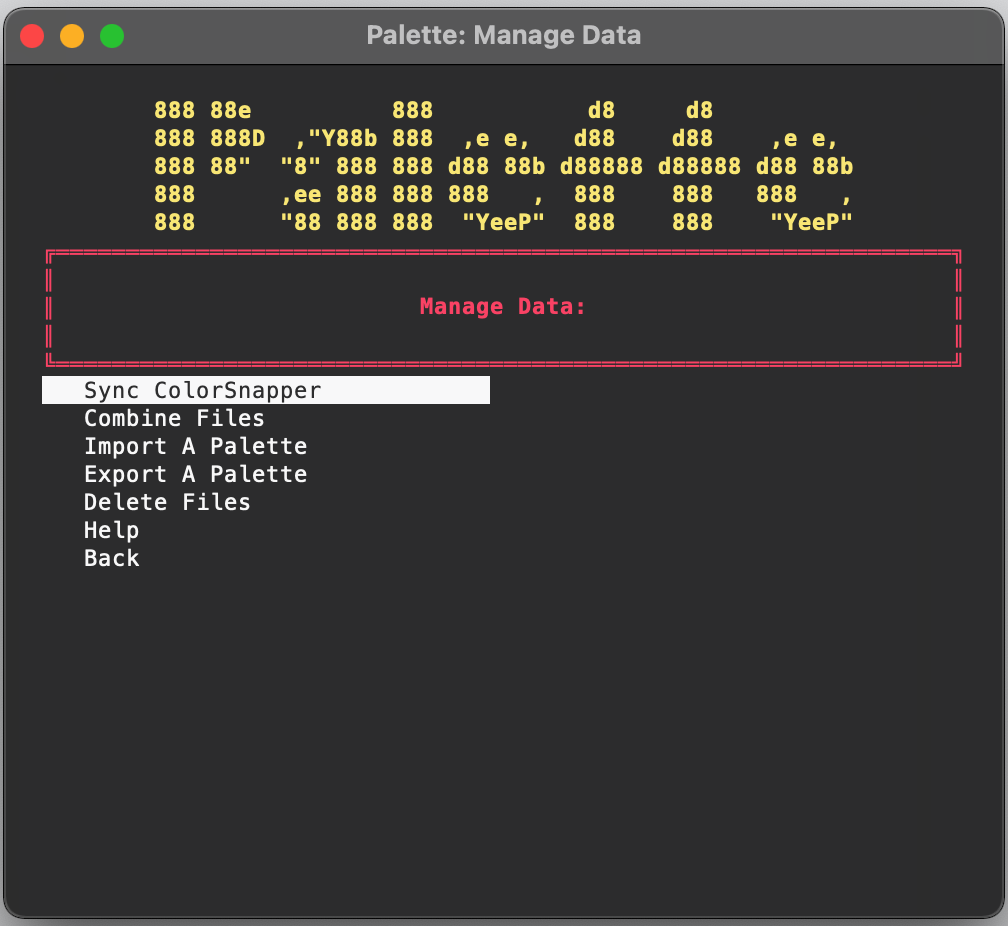 Palette: Manage Data
888 88e          888           d8     d8
888 888D  ,"Y88b 888  ,e e,   d88    d88    ,e e,
888 88"  "8" 888 888 d88 88b d88888 d88888 d88 88b
888      ,ee 888 888 888   ,  888    888   888   ,
888      "88 888 888  "YeeP"  888    888    "YeeP"
Manage Data:
Sync ColorSnapper
Combine Files
Import A Palette
Export A Palette
Delete Files
Help
Back